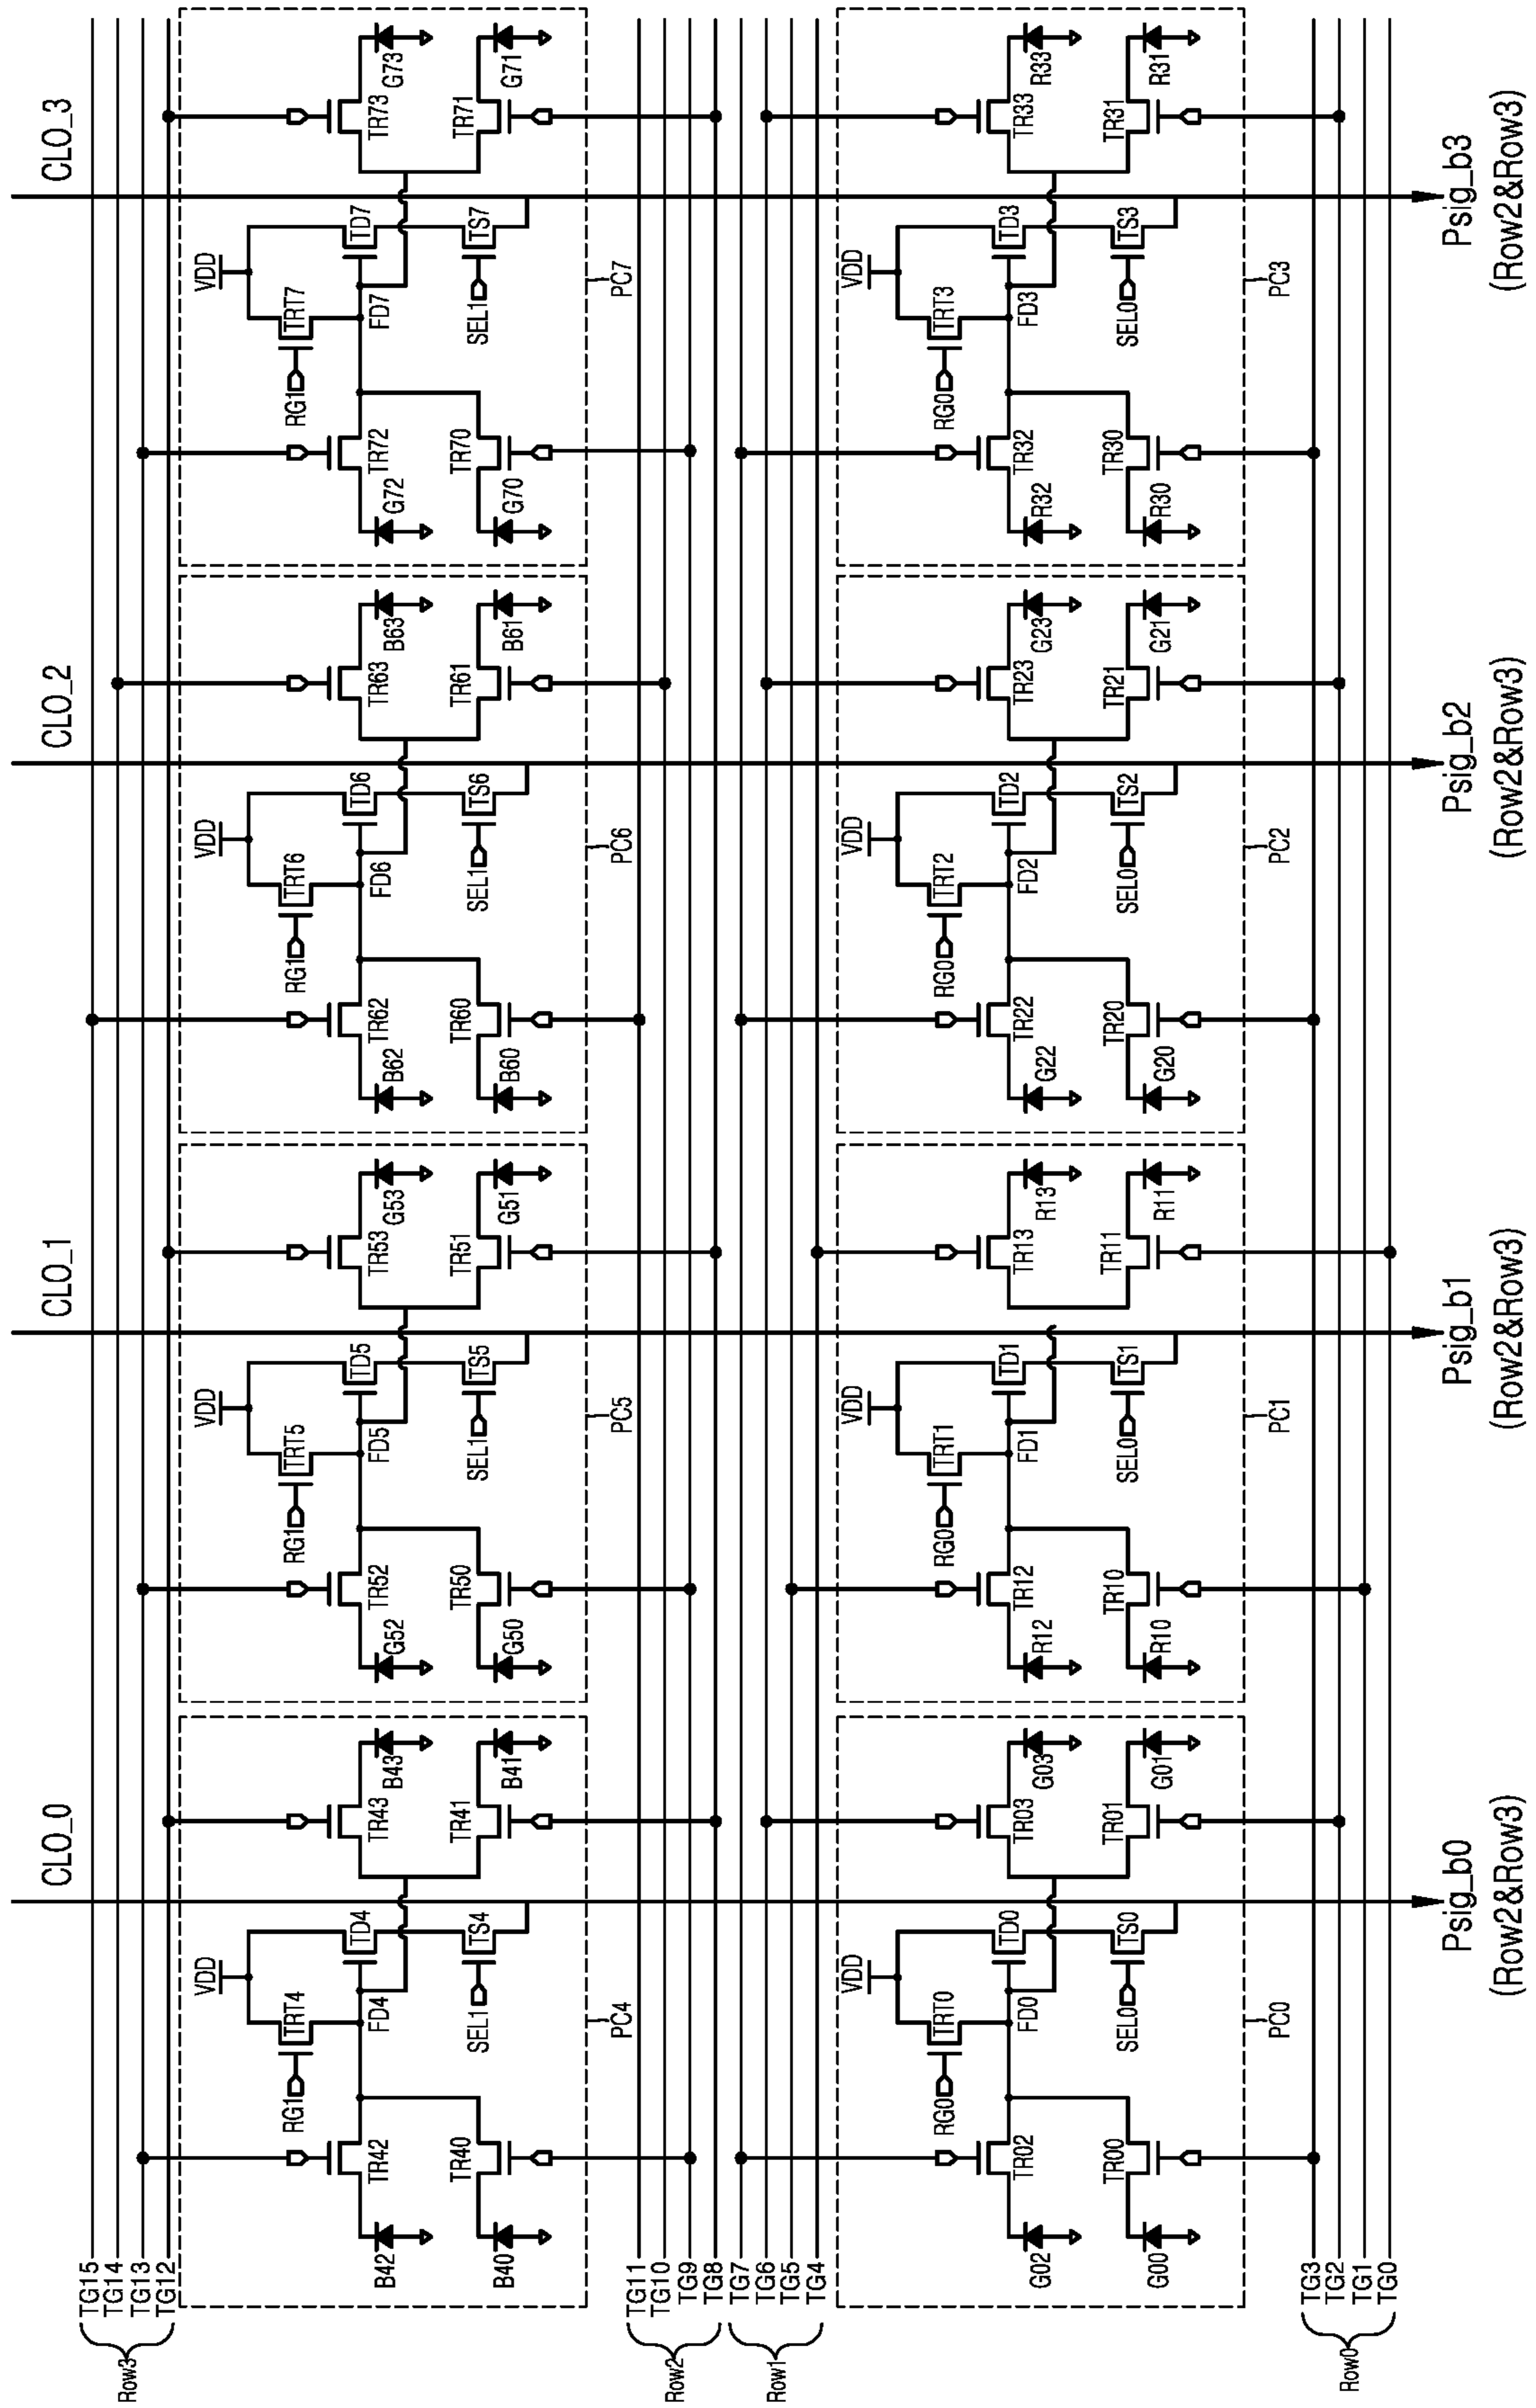 CLO_0 CLO_1 CLO_2 CLO_3
Row3
TG15
TG14
TG13
TG12
VDD VDD VDD VDD
RG1 TRT4 TD4 RG1 TRT5 TD5 RG1 TRT6 TD6 RG1 TRT7 TD7
B42 TR42 FD4 TR43 B43 G52 TR52 FD5 TR53 G53 B62 TR62 FD6 TR63 B63 G72 TR72 FD7 TR73 G73
B40 TR40 SEL1 TS4 TR41 B41 G50 TR50 SEL1 TS5 TR51 G51 B60 TR60 SEL1 TS6 TR61 B61 G70 TR70 SEL1 TS7 TR71 G71
PC4 PC5 PC6 PC7
Row2
TG11
TG10
TG9
TG8
Row1
TG7
TG6
TG5
TG4
VDD VDD VDD VDD
RG0 TRT0 TD0 RG0 TRT1 TD1 RG0 TRT2 TD2 RG0 TRT3 TD3
G02 TR02 FD0 TR03 G03 R12 TR12 FD1 TR13 R13 G22 TR22 FD2 TR23 G23 R32 TR32 FD3 TR33 R33
G00 TR00 SEL0 TS0 TR01 G01 R10 TR10 SEL0 TS1 TR11 R11 G20 TR20 SEL0 TS2 TR21 G21 R30 TR30 SEL0 TS3 TR31 R31
PC0 PC1 PC2 PC3
Row0
TG3
TG2
TG1
TG0
Psig_b0 Psig_b1 Psig_b2 Psig_b3
(Row2&Row3) (Row2&Row3) (Row2&Row3) (Row2&Row3)